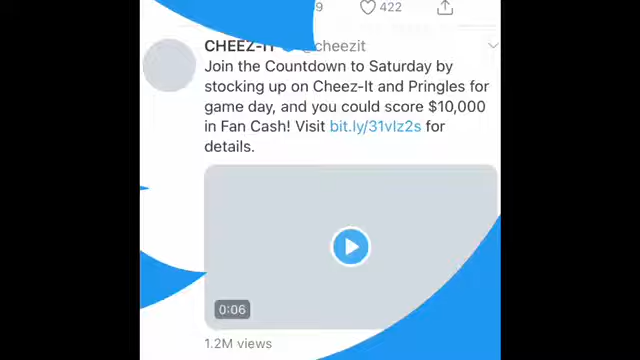 9 422
CHEEZ-IT @cheezit
Join the Countdown to Saturday by
stocking up on Cheez-It and Pringles for
game day, and you could score $10,000
in Fan Cash! Visit bit.ly/31vIz2s for
details.
0:06
1.2M views